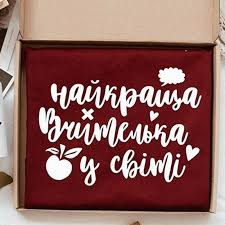 найкраща
Вчителька
у світі